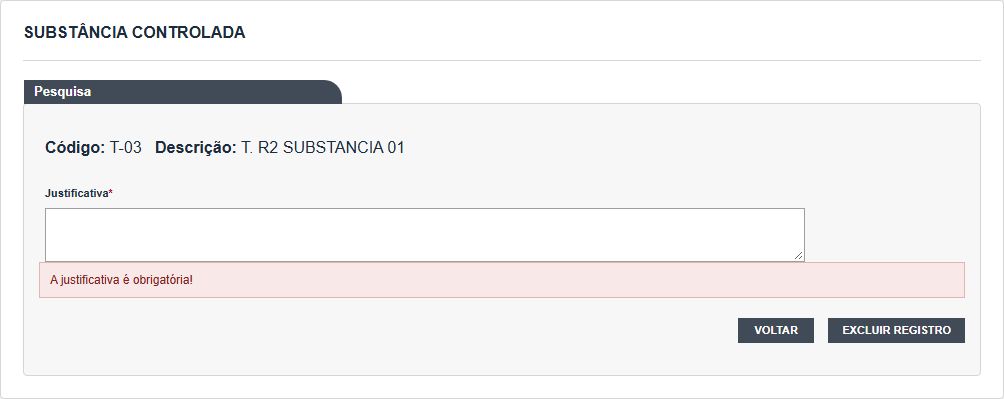 SUBSTÂNCIA CONTROLADA
Pesquisa
Código: T-03 Descrição: T. R2 SUBSTANCIA 01
Justificativa*
A justificativa é obrigatória!
VOLTAR EXCLUIR REGISTRO